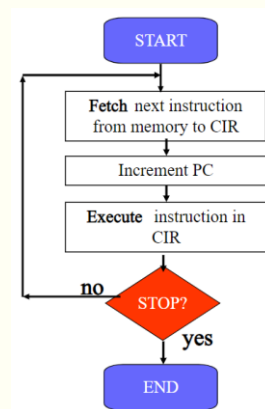 START
Fetch next instruction
from memory to CIR
Increment PC
Execute instruction in
CIR
no
STOP?
yes
END